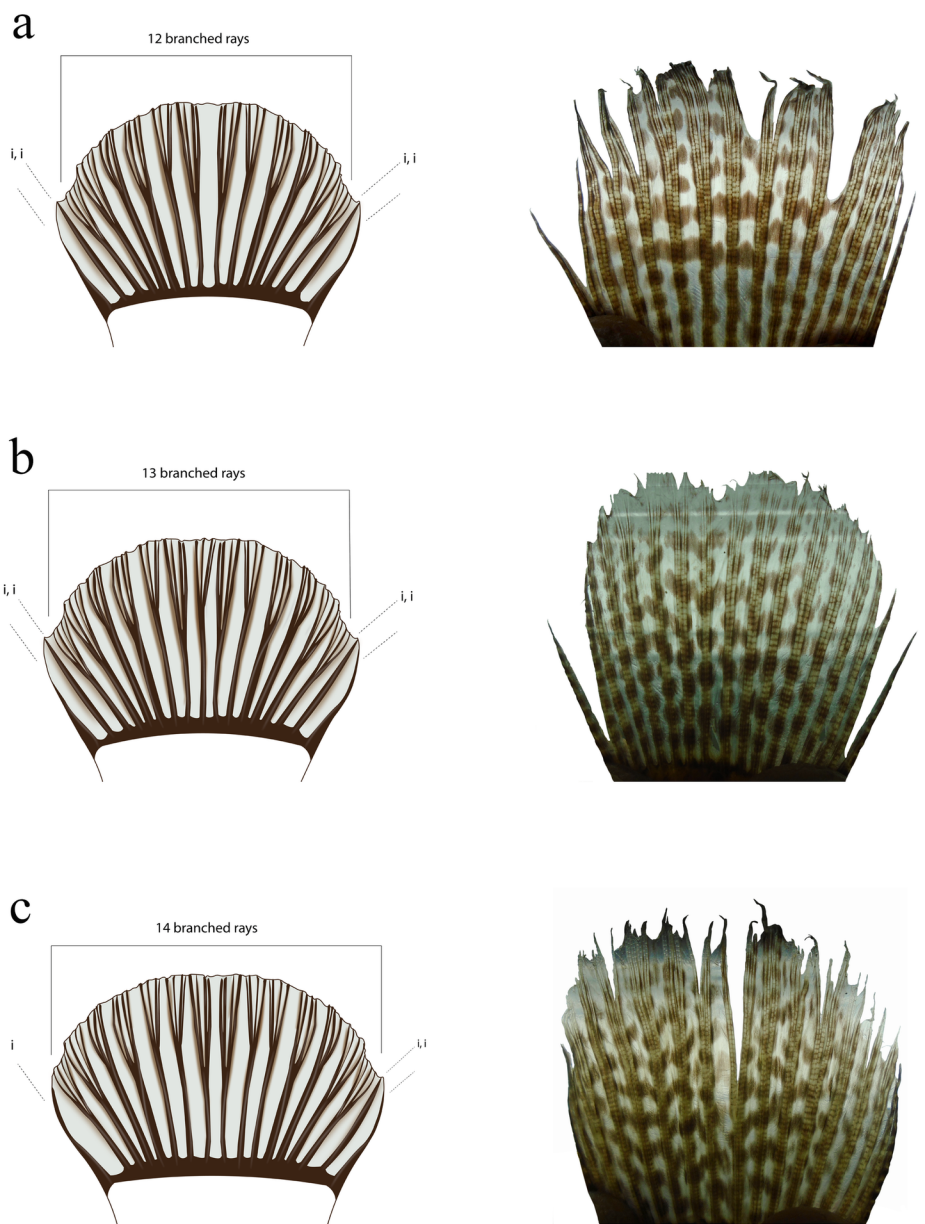 a
12 branched rays
i, i
i, i
b
13 branched rays
i, i
i, i
c
14 branched rays
i
i, i